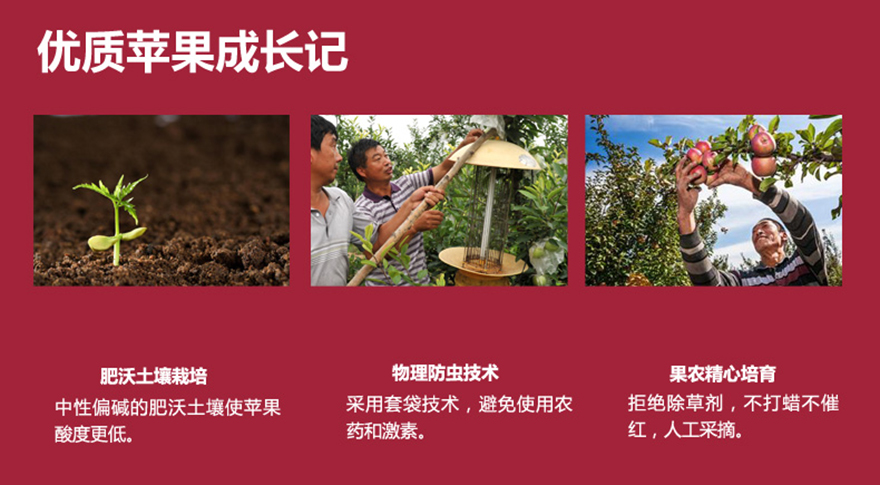 优质苹果成长记
肥沃土壤栽培
中性偏碱的肥沃土壤使苹果
酸度更低。
物理防虫技术
采用套袋技术，避免使用农
药和激素。
果农精心培育
拒绝除草剂，不打蜡不催
红，人工采摘。